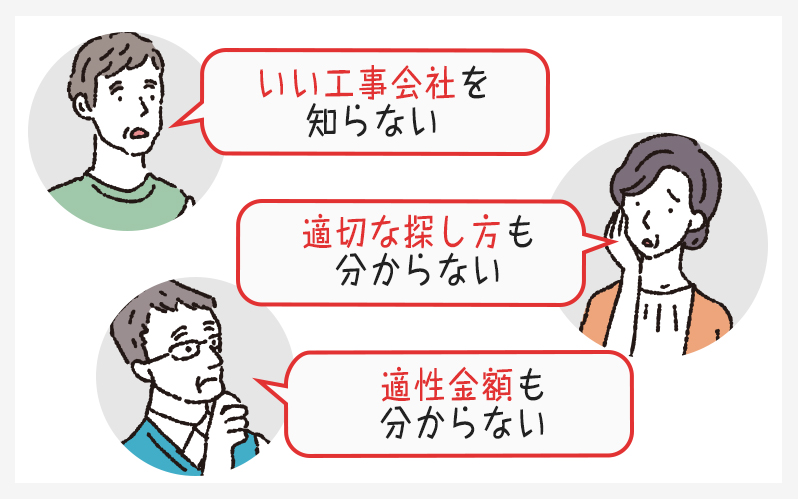 いい工事会社を
知らない
適切な探し方も
分からない
適性金額も
分からない